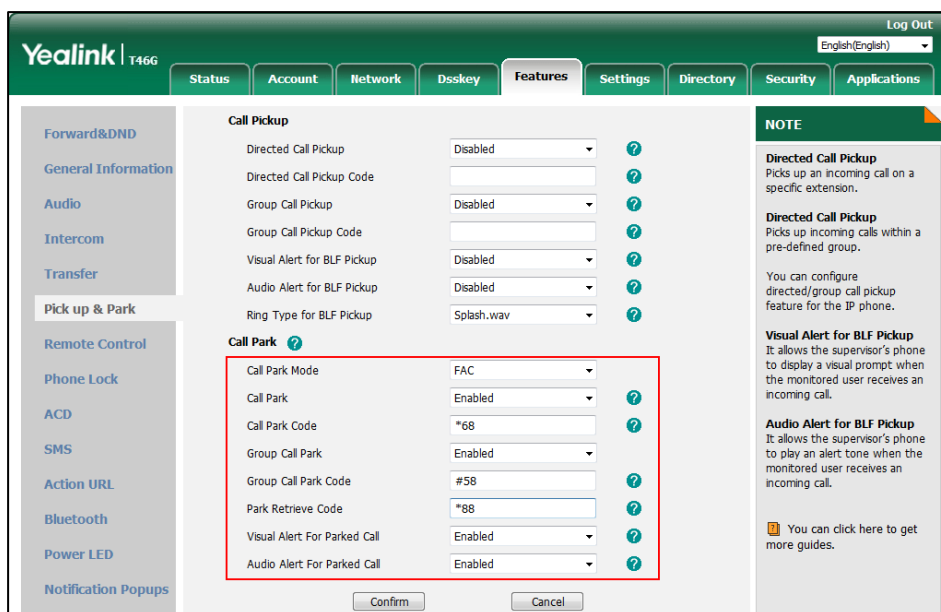 Log Out
Yealink | T46G
English(English)
Status Account Network Dsskey Features Settings Directory Security Applications
Forward&DND
General Information
Audio
Intercom
Transfer
Pick up & Park
Remote Control
Phone Lock
ACD
SMS
Action URL
Bluetooth
Power LED
Notification Popups
Call Pickup
Directed Call Pickup Disabled ?
Directed Call Pickup Code ?
Group Call Pickup Disabled ?
Group Call Pickup Code ?
Visual Alert for BLF Pickup Disabled ?
Audio Alert for BLF Pickup Disabled ?
Ring Type for BLF Pickup Splash.wav ?
Call Park ?
Call Park Mode FAC
Call Park Enabled ?
Call Park Code *68 ?
Group Call Park Enabled
Group Call Park Code #58 ?
Park Retrieve Code *88 ?
Visual Alert For Parked Call Enabled ?
Audio Alert For Parked Call Enabled ?
Confirm Cancel
NOTE
Directed Call Pickup
Picks up an incoming call on a
specific extension.
Directed Call Pickup
Picks up incoming calls within a
pre-defined group.
You can configure
directed/group call pickup
feature for the IP phone.
Visual Alert for BLF Pickup
It allows the supervisor's phone
to display a visual prompt when
the monitored user receives an
incoming call.
Audio Alert for BLF Pickup
It allows the supervisor's phone
to play an alert tone when the
monitored user receives an
incoming call.
? You can click here to get
more guides.